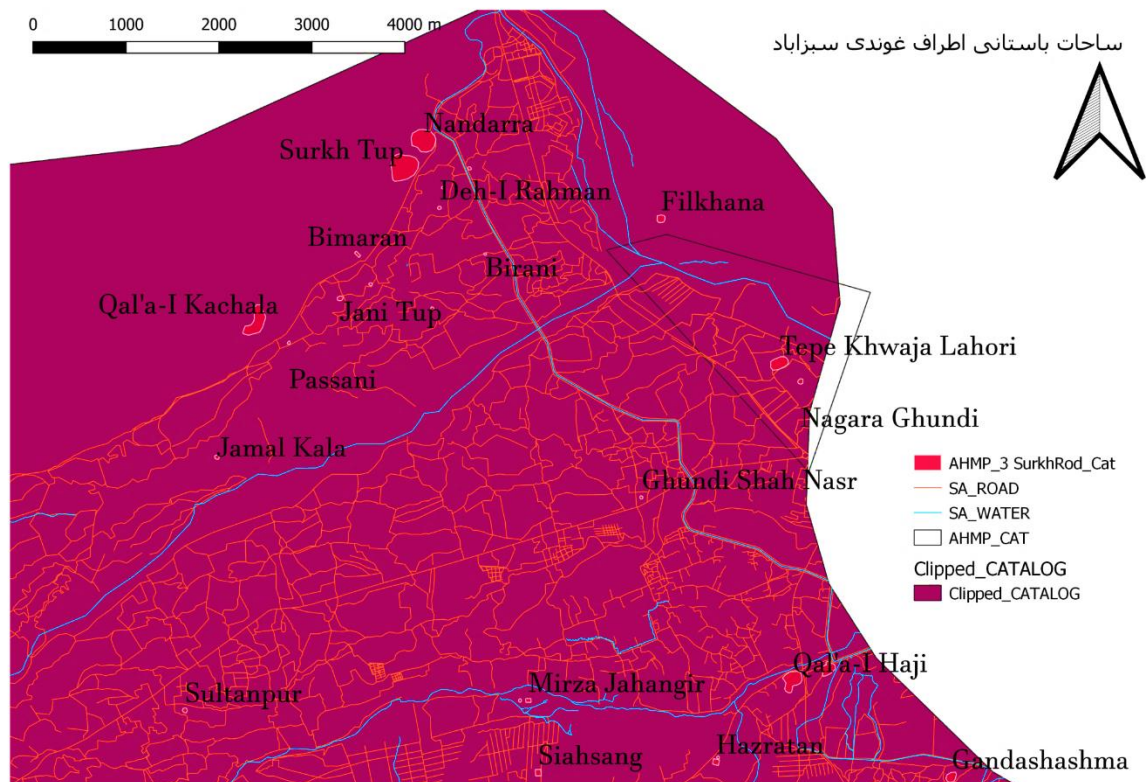 0 1000 2000 3000 4000 m
ساحات باستانی اطراف غوندی سبزاباد
Nandarra
Surkh Tup
Deh-I Rahman
Filkhana
Bimaran
Birani
Qal'a-I Kachala
Jani Tup
Tepe Khwaja Lahori
Passani
Nagara Ghundi
Jamal Kala
Ghundi Shah Nasr
AHMP_3 SurkhRod_Cat
SA_ROAD
SA_WATER
AHMP_CAT
Clipped_CATALOG
Clipped_CATALOG
Qal'a-I Haji
Sultanpur
Mirza Jahangir
Siahsang
Hazratan
Gandashashma